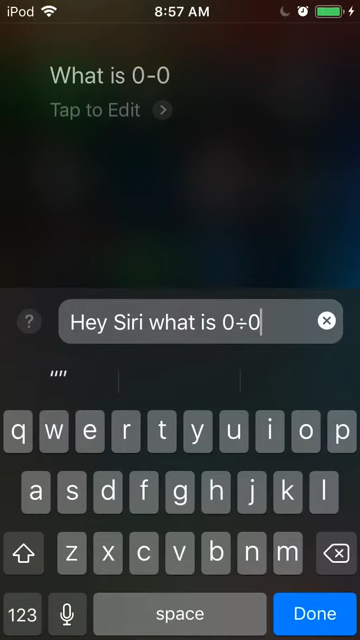 iPod 8:57 AM
What is 0-0
Tap to Edit >
? Hey Siri what is 0÷0
“”
q w e r t y u i o p
a s d f g h j k l
z x c v b n m
123 space Done